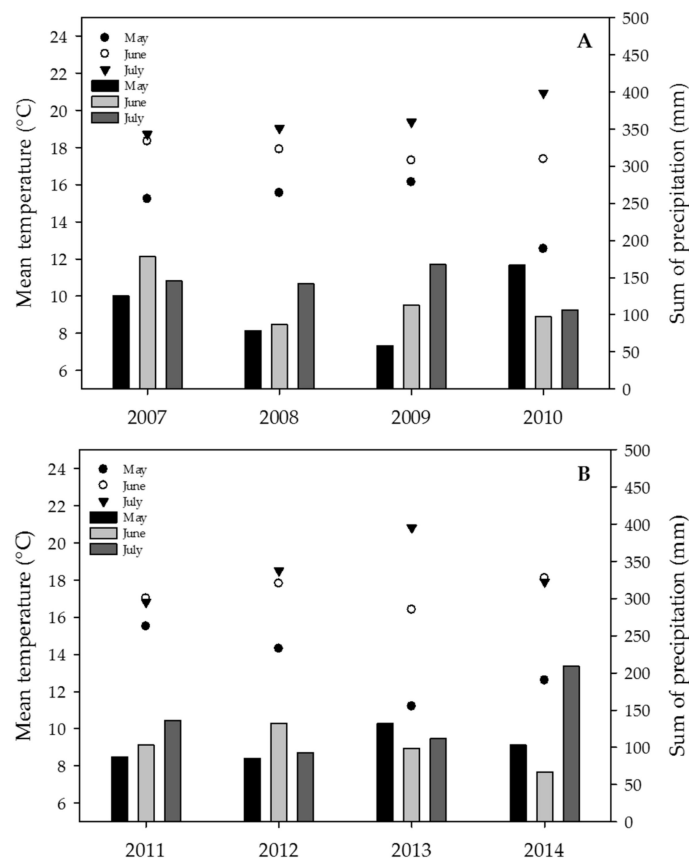 A
May
June
July
May
June
July
24
22
20
18
16
14
12
10
8
6
500
450
400
350
300
250
200
150
100
50
0
Mean temperature (°C)
Sum of precipitation (mm)
2007 2008 2009 2010
B
May
June
July
May
June
July
24
22
20
18
16
14
12
10
8
6
500
450
400
350
300
250
200
150
100
50
0
Mean temperature (°C)
Sum of precipitation (mm)
2011 2012 2013 2014